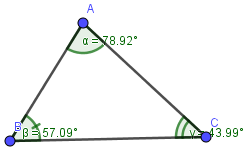 A
α = 78.92°
B
β = 57.09°
C
γ = 43.99°